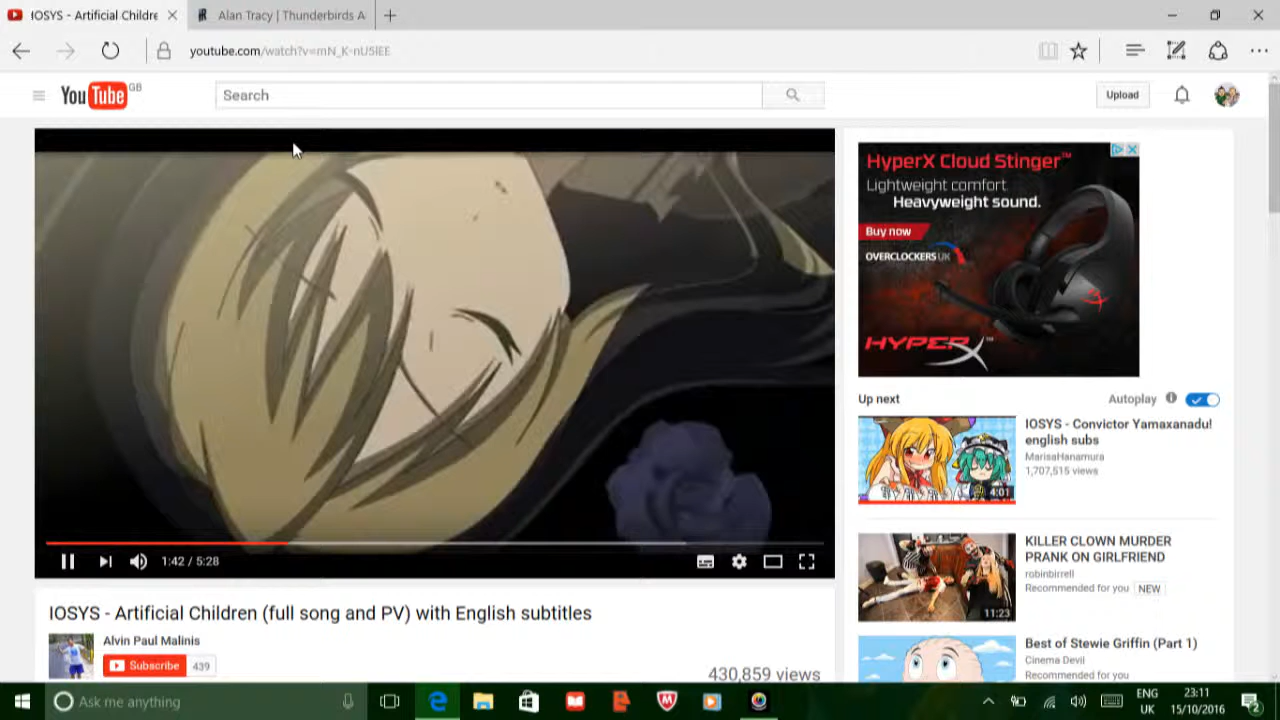 IOSYS - Artificial Childre
Alan Tracy | Thunderbirds A
youtube.com/watch?v=mN_K-nU5lEE
YouTube GB
Search
Upload
HyperX Cloud Stinger™
Lightweight comfort.
Heavyweight sound.
Buy now
OVERCLOCKERS UK
HYPERX™
Up next
Autoplay
IOSYS - Convictor Yamaxanadu!
english subs
MarisaHanamura
1,707,515 views
4:01
KILLER CLOWN MURDER
PRANK ON GIRLFRIEND
robinbirrell
Recommended for you NEW
11:23
Best of Stewie Griffin (Part 1)
Cinema Devil
Recommended for you
1:42 / 5:28
IOSYS - Artificial Children (full song and PV) with English subtitles
Alvin Paul Malinis
Subscribe 439
430,859 views
Ask me anything
ENG
UK
23:11
15/10/2016
2